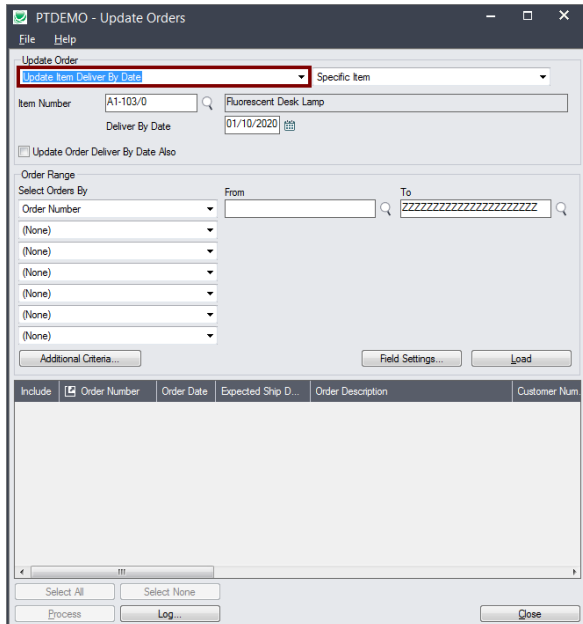 PTDEMO - Update Orders
File Help
Update Order
Update Item Deliver By Date Specific Item
Item Number A1-103/0 Fluorescent Desk Lamp
Deliver By Date 01/10/2020
Update Order Deliver By Date Also
Order Range
Select Orders By From To
Order Number ZZZZZZZZZZZZZZZZZZZZZZ
(None)
(None)
(None)
(None)
(None)
(None)
Additional Criteria... Field Settings... Load
Include Order Number Order Date Expected Ship D... Order Description Customer Num.
Select All Select None
Process Log... Close